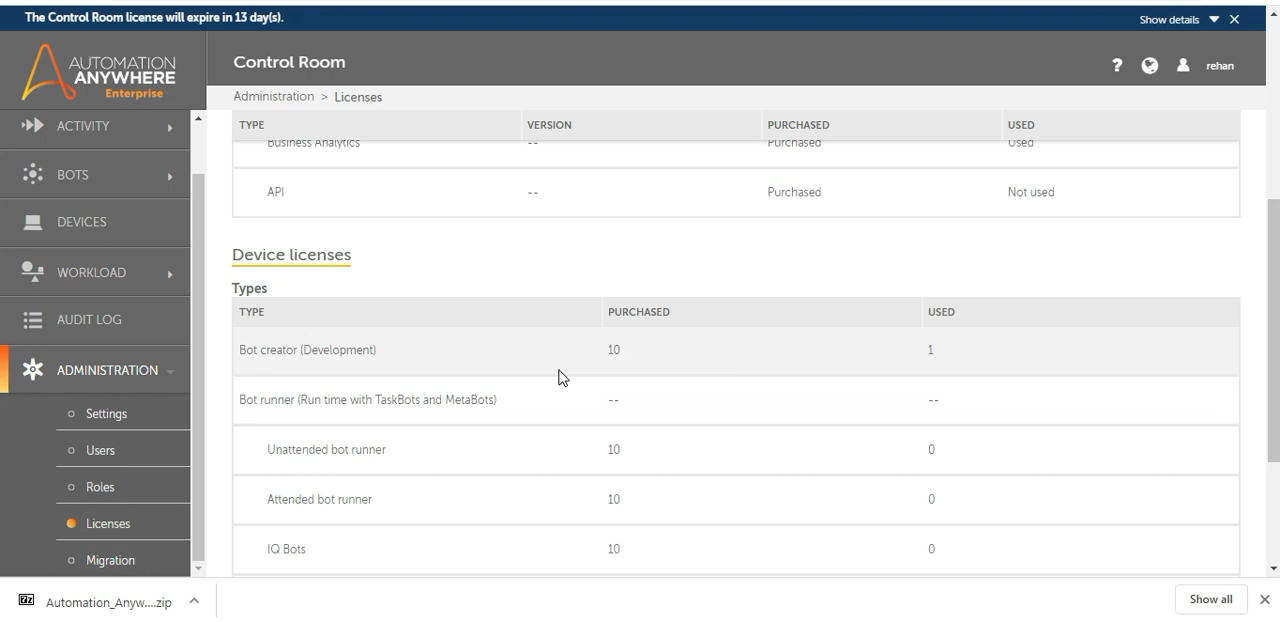 The Control Room license will expire in 13 day(s).
Show details
AUTOMATION
ANYWHERE
Enterprise
Control Room
?
rehan
Administration > Licenses
ACTIVITY
BOTS
DEVICES
WORKLOAD
AUDIT LOG
ADMINISTRATION
Settings
Users
Roles
Licenses
Migration
TYPE VERSION PURCHASED USED
Business Analytics -- Purchased Used
API -- Purchased Not used
Device licenses
Types
TYPE PURCHASED USED
Bot creator (Development) 10 1
Bot runner (Run time with TaskBots and MetaBots) -- --
Unattended bot runner 10 0
Attended bot runner 10 0
IQ Bots 10 0
Automation_Anyw....zip
Show all